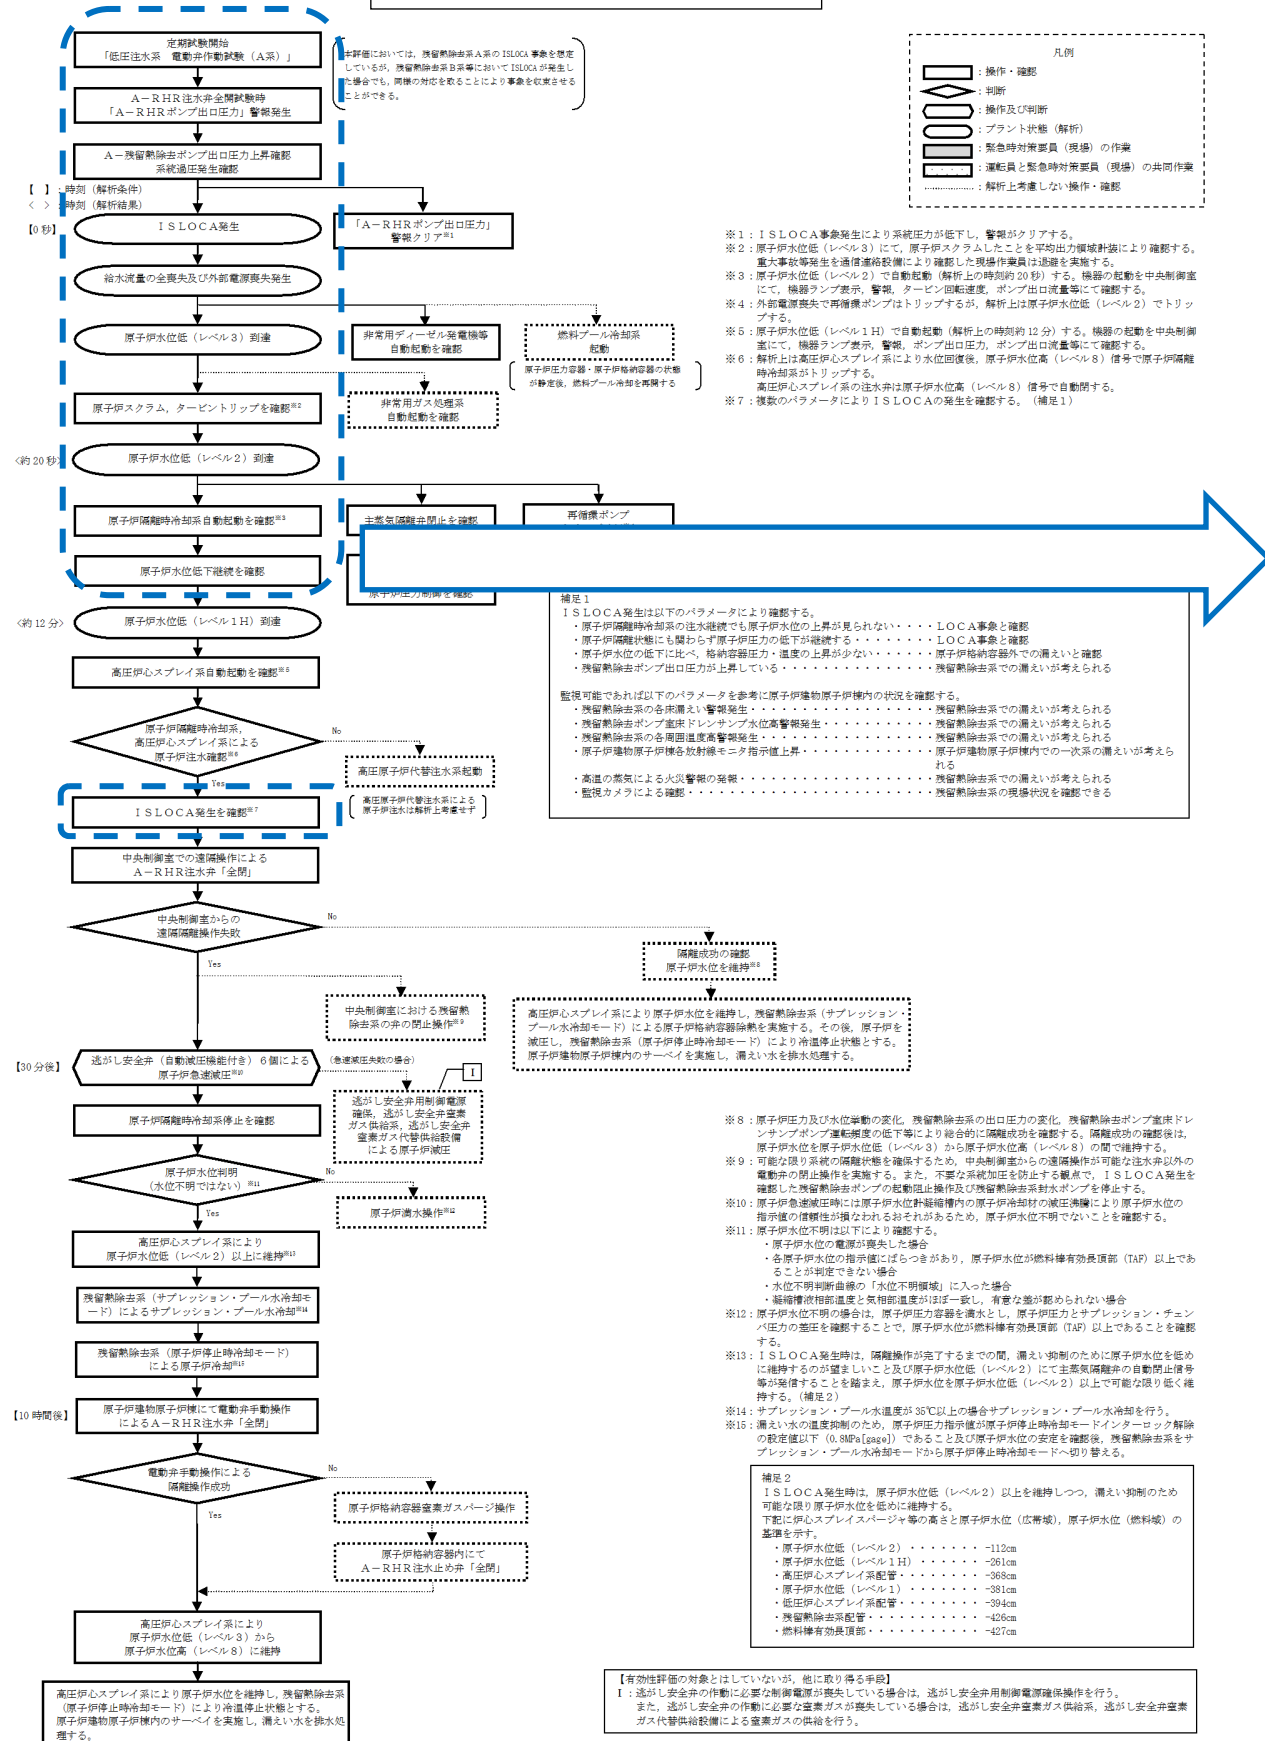 定期試験開始
「低圧注水系　電動弁作動試験（A系）」
本評価においては，残留熱除去系A系の ISLOCA 事象を想定
しているが，残留熱除去系B系等において ISLOCA が発生し
た場合でも，同様の対応を取ることにより事象を収束させる
ことができる。
凡例
：操作・確認
：判断
：操作及び判断
：プラント状態（解析）
：緊急時対策要員（現場）の作業
：運転員と緊急時対策要員（現場）の共同作業
：解析上考慮しない操作・確認
A－RHR注水弁全開試験時
「A－RHRポンプ出口圧力」警報発生
A－残留熱除去ポンプ出口圧力上昇確認
系統過圧発生確認
【　】：時刻（解析条件）
＜　＞：時刻（解析結果）
【0秒】
ISLOCA発生
「A－RHRポンプ出口圧力」
警報クリア※1
給水流量の全喪失及び外部電源喪失発生
原子炉水位低（レベル3）到達
非常用ディーゼル発電機等
自動起動を確認
燃料プール冷却系
起動
原子炉圧力容器・原子炉格納容器の状態
が静定後，燃料プール冷却を再開する
原子炉スクラム，タービントリップを確認※2
非常用ガス処理系
自動起動を確認
<約20秒>
原子炉水位低（レベル2）到達
原子炉隔離時冷却系自動起動を確認※3
主蒸気隔離弁閉止を確認
再循環ポンプ
原子炉水位低下継続を確認
原子炉圧力制御を確認
<約12分>
原子炉水位低（レベル1H）到達
高圧炉心スプレイ系自動起動を確認※5
原子炉隔離時冷却系，
高圧炉心スプレイ系による
原子炉注水確認※6
No
Yes
高圧原子炉代替注水系起動
高圧原子炉代替注水系による
原子炉注水は解析上考慮せず
ISLOCA発生を確認※7
中央制御室での遠隔操作による
A－RHR注水弁「全閉」
中央制御室からの
遠隔隔離操作失敗
No
Yes
隔離成功の確認
原子炉水位を維持※8
中央制御室における残留熱
除去系の弁の閉止操作※9
高圧炉心スプレイ系により原子炉水位を維持し，残留熱除去系（サプレッション・
プール水冷却モード）による原子炉格納容器除熱を実施する。その後，原子炉を
減圧し，残留熱除去系（原子炉停止時冷却モード）により冷温停止状態とする。
原子炉建物原子炉棟内のサーベイを実施し，漏えい水を排水処理する。
【30分後】
逃がし安全弁（自動減圧機能付き）6個による
原子炉急速減圧※10
（急速減圧失敗の場合）
I
逃がし安全弁用制御電源
確保，逃がし安全弁窒素
ガス供給系，逃がし安全弁
窒素ガス代替供給設備
による原子炉減圧
原子炉隔離時冷却系停止を確認
原子炉水位判明
（水位不明ではない）※11
No
Yes
原子炉満水操作※12
高圧炉心スプレイ系により
原子炉水位低（レベル2）以上に維持※13
残留熱除去系（サプレッション・プール水冷却モ
ード）によるサプレッション・プール水冷却※14
残留熱除去系（原子炉停止時冷却モード）
による原子炉冷却※15
【10時間後】
原子炉建物原子炉棟にて電動弁手動操作
によるA－RHR注水弁「全閉」
電動弁手動操作による
隔離操作成功
No
Yes
原子炉格納容器窒素ガスパージ操作
原子炉格納容器内にて
A－RHR注水止め弁「全閉」
高圧炉心スプレイ系により
原子炉水位低（レベル3）から
原子炉水位高（レベル8）に維持
高圧炉心スプレイ系により原子炉水位を維持し，残留熱除去系
（原子炉停止時冷却モード）により冷温停止状態とする。
原子炉建物原子炉棟内のサーベイを実施し，漏えい水を排水処
理する。
※1：ISLOCA事象発生により系統圧力が低下し，警報がクリアする。
※2：原子炉水位低（レベル3）にて，原子炉スクラムしたことを平均出力領域計装により確認する。
重大事故等発生を通信連絡設備により確認した現場作業員は退避を実施する。
※3：原子炉水位低（レベル2）で自動起動（解析上の時刻約20秒）する。機器の起動を中央制御室
にて，機器ランプ表示，警報，タービン回転速度，ポンプ出口流量等にて確認する。
※4：外部電源喪失で再循環ポンプはトリップするが，解析上は原子炉水位低（レベル2）でトリッ
プする。
※5：原子炉水位低（レベル1H）で自動起動（解析上の時刻約12分）する。機器の起動を中央制御
室にて，機器ランプ表示，警報，ポンプ出口圧力，ポンプ出口流量等にて確認する。
※6：解析上は高圧炉心スプレイ系により水位回復後，原子炉水位高（レベル8）信号で原子炉隔離
時冷却系がトリップする。
高圧炉心スプレイ系の注水弁は原子炉水位高（レベル8）信号で自動閉する。
※7：複数のパラメータによりISLOCAの発生を確認する。（補足1）
補足1
ISLOCA発生は以下のパラメータにより確認する。
・原子炉隔離時冷却系の注水継続でも原子炉水位の上昇が見られない・・・・LOCA事象と確認
・原子炉隔離状態にも関わらず原子炉圧力の低下が継続する・・・・・・・・LOCA事象と確認
・原子炉水位の低下に比べ，格納容器圧力・温度の上昇が少ない・・・・・・原子炉格納容器外での漏えいと確認
・残留熱除去ポンプ出口圧力が上昇している・・・・・・・・・・・・・・・残留熱除去系での漏えいが考えられる
監視可能であれば以下のパラメータを参考に原子炉建物原子炉棟内の状況を確認する。
・残留熱除去系の各床漏えい警報発生・・・・・・・・・・・・・・・・・・残留熱除去系での漏えいが考えられる
・残留熱除去ポンプ室床ドレンサンプ水位高警報発生・・・・・・・・・・・残留熱除去系での漏えいが考えられる
・残留熱除去系の各周囲温度高警報発生・・・・・・・・・・・・・・・・・残留熱除去系での漏えいが考えられる
・原子炉建物原子炉棟各放射線モニタ指示値上昇・・・・・・・・・・・・・原子炉建物原子炉棟内での一次系の漏えいが考えら
れる
・高温の蒸気による火災警報の発報・・・・・・・・・・・・・・・・・・・残留熱除去系での漏えいが考えられる
・監視カメラによる確認・・・・・・・・・・・・・・・・・・・・・・・・残留熱除去系の現場状況を確認できる
※8：原子炉圧力及び水位挙動の変化，残留熱除去系の出口圧力の変化，残留熱除去ポンプ室床ドレ
ンサンプポンプ運転頻度の低下等により総合的に隔離成功を確認する。隔離成功の確認後は，
原子炉水位を原子炉水位低（レベル3）から原子炉水位高（レベル8）の間で維持する。
※9：可能な限り系統の隔離状態を確保するため，中央制御室からの遠隔操作が可能な注水弁以外の
電動弁の閉止操作を実施する。また，不要な系統加圧を防止する観点で，ISLOCA発生を
確認した残留熱除去ポンプの起動阻止操作及び残留熱除去系封水ポンプを停止する。
※10：原子炉急速減圧時には原子炉水位計凝縮槽内の原子炉冷却材の減圧沸騰により原子炉水位の
指示値の信頼性が損なわれるおそれがあるため，原子炉水位不明でないことを確認する。
※11：原子炉水位不明は以下により確認する。
・原子炉水位の電源が喪失した場合
・各原子炉水位の指示値にばらつきがあり，原子炉水位が燃料棒有効長頂部（TAF）以上であ
ることが判定できない場合
・水位不明判断曲線の「水位不明領域」に入った場合
・凝縮槽液相部温度と気相部温度がほぼ一致し，有意な差が認められない場合
※12：原子炉水位不明の場合は，原子炉圧力容器を満水とし，原子炉圧力とサプレッション・チェン
バ圧力の差圧を確認することで，原子炉水位が燃料棒有効長頂部（TAF）以上であることを確認
する。
※13：ISLOCA発生時は，隔離操作が完了するまでの間，漏えい抑制のために原子炉水位を低め
に維持するのが望ましいこと及び原子炉水位低（レベル2）にて主蒸気隔離弁の自動閉止信号
等が発信することを踏まえ，原子炉水位を原子炉水位低（レベル2）以上で可能な限り低く維
持する。（補足2）
※14：サプレッション・プール水温度が35℃以上の場合サプレッション・プール水冷却を行う。
※15：漏えい水の温度抑制のため，原子炉圧力指示値が原子炉停止時冷却モードインターロック解除
の設定値以下（0.8MPa[gage]）であること及び原子炉水位の安定を確認後，残留熱除去系をサ
プレッション・プール水冷却モードから原子炉停止時冷却モードへ切り替える。
補足2
ISLOCA発生時は，原子炉水位低（レベル2）以上を維持しつつ，漏えい抑制のため
可能な限り原子炉水位を低めに維持する。
下記に炉心スプレイスパージャ等の高さと原子炉水位（広帯域），原子炉水位（燃料域）の
基準を示す。
・原子炉水位低（レベル2）・・・・・・・ -112cm
・原子炉水位低（レベル1H）・・・・・・ -261cm
・高圧炉心スプレイ系配管・・・・・・・・ -368cm
・原子炉水位低（レベル1）・・・・・・・ -381cm
・低圧炉心スプレイ系配管・・・・・・・・ -394cm
・残留熱除去系配管・・・・・・・・・・・ -426cm
・燃料棒有効長頂部・・・・・・・・・・・ -427cm
【有効性評価の対象とはしていないが，他に取り得る手段】
I：逃がし安全弁の作動に必要な制御電源が喪失している場合は，逃がし安全弁用制御電源確保操作を行う。
また，逃がし安全弁の作動に必要な窒素ガスが喪失している場合は，逃がし安全弁窒素ガス供給系，逃がし安全弁窒素
ガス代替供給設備による窒素ガスの供給を行う。